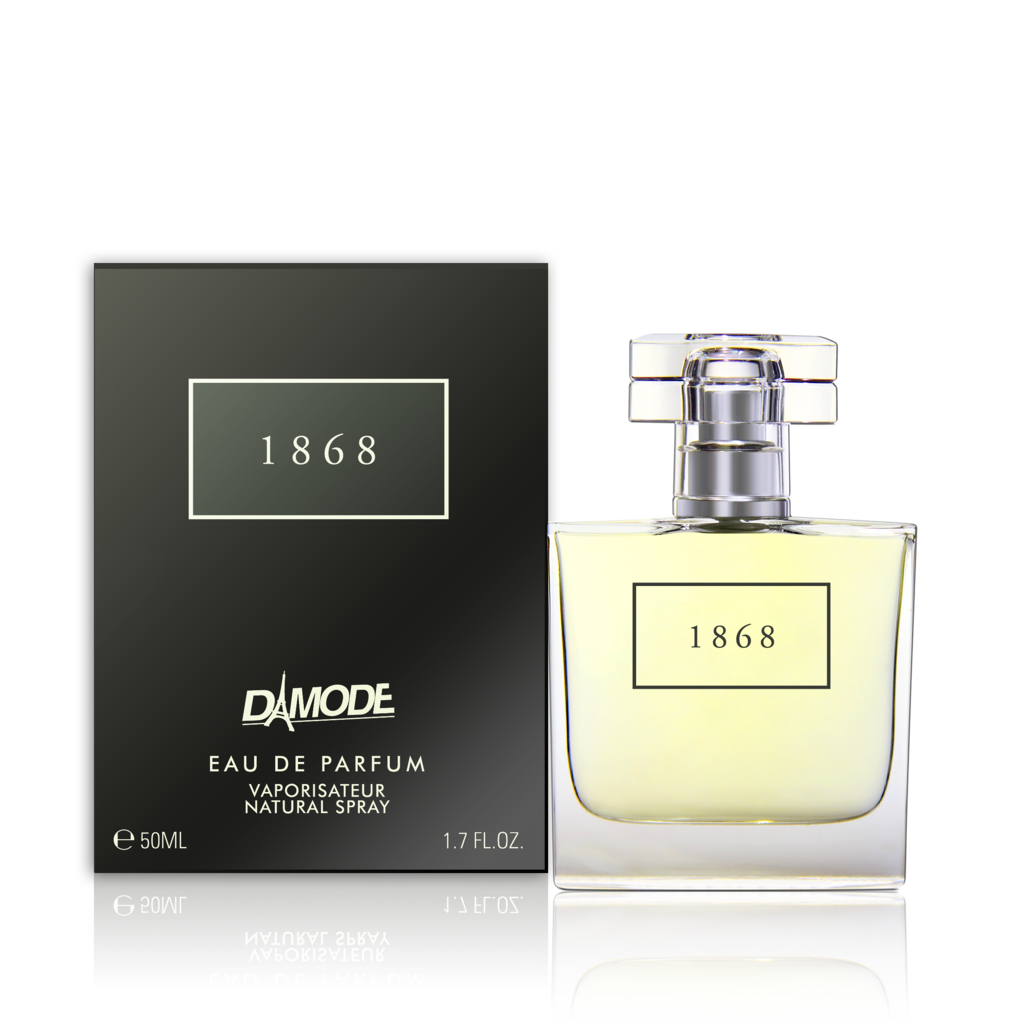 1868
DAMODE
EAU DE PARFUM
VAPORISATEUR
NATURAL SPRAY
℮ 50ML
1.7 FL.OZ.
1868